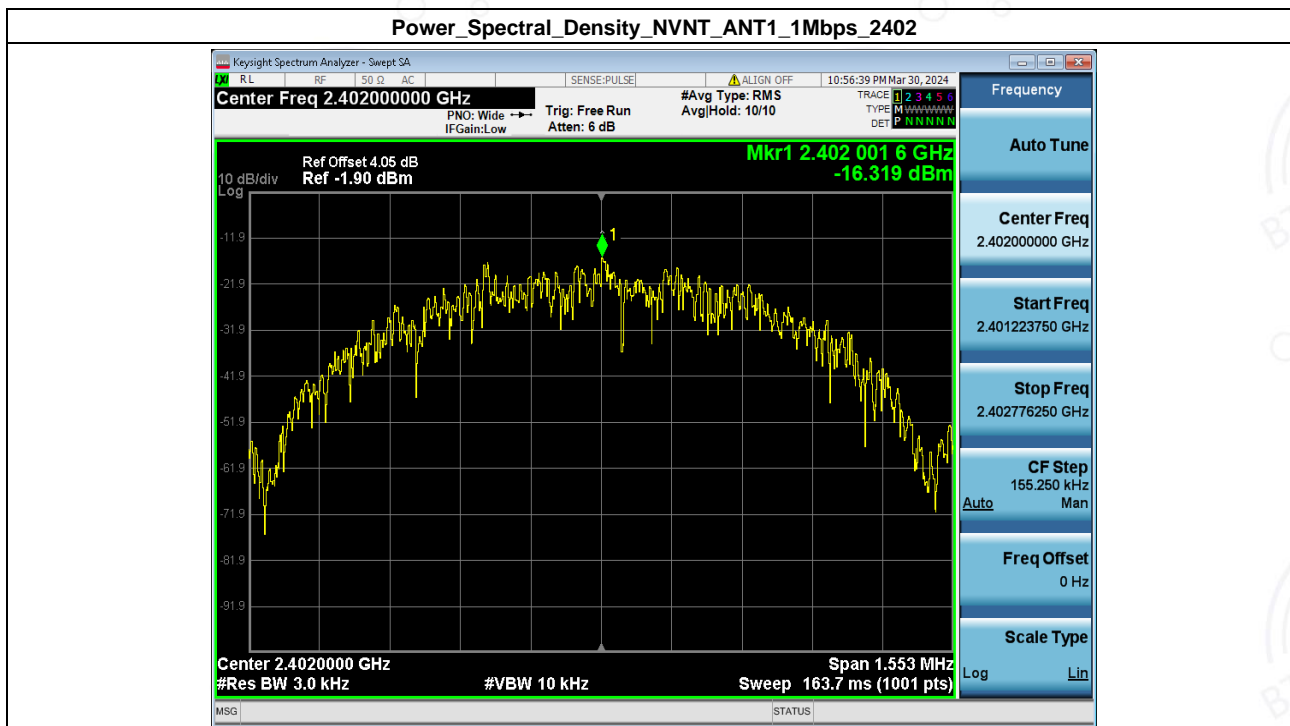 Power_Spectral_Density_NVNT_ANT1_1Mbps_2402
Keysight Spectrum Analyzer - Swept SA
LXI RL RF 50 Ω AC SENSE:PULSE ALIGN OFF 10:56:39 PM Mar 30, 2024
Center Freq 2.402000000 GHz
PNO: Wide
IFGain:Low
Trig: Free Run
Atten: 6 dB
#Avg Type: RMS
Avg|Hold: 10/10
TRACE 1 2 3 4 5 6
TYPE M WWWWW
DET P N N N N N
Mkr1 2.402 001 6 GHz
-16.319 dBm
Ref Offset 4.05 dB
10 dB/div Ref -1.90 dBm
Log
1
-11.9
-21.9
-31.9
-41.9
-51.9
-61.9
-71.9
-81.9
-91.9
Center 2.4020000 GHz Span 1.553 MHz
#Res BW 3.0 kHz #VBW 10 kHz Sweep 163.7 ms (1001 pts)
MSG STATUS
Frequency
Auto Tune
Center Freq
2.402000000 GHz
Start Freq
2.401223750 GHz
Stop Freq
2.402776250 GHz
CF Step
155.250 kHz
Auto Man
Freq Offset
0 Hz
Scale Type
Log Lin